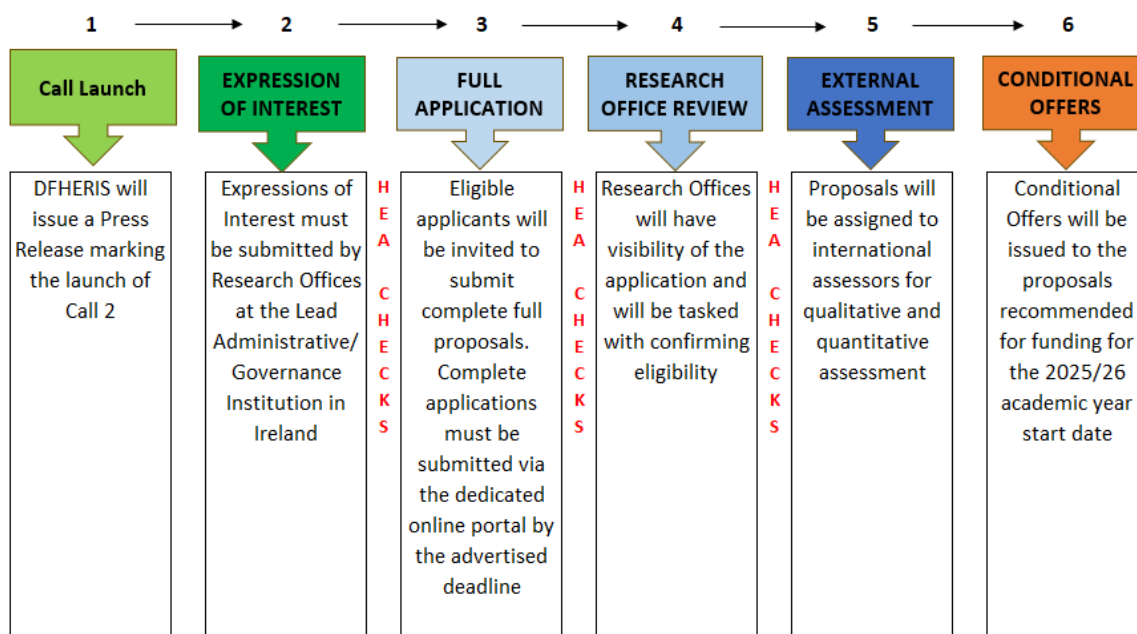 1
2
3
4
5
6
Call Launch
EXPRESSION
OF INTEREST
FULL
APPLICATION
RESEARCH
OFFICE REVIEW
EXTERNAL
ASSESSMENT
CONDITIONAL
OFFERS
DFHERIS will
issue a Press
Release marking
the launch of
Call 2
Expressions of
Interest must
be submitted by
Research Offices
at the Lead
Administrative/
Governance
Institution in
Ireland
HEA CHECKS
Eligible
applicants will
be invited to
submit
complete full
proposals.
Complete
applications
must be
submitted via
the dedicated
online portal by
the advertised
deadline
HEA CHECKS
Research Offices
will have
visibility of the
application and
will be tasked
with confirming
eligibility
HEA CHECKS
Proposals will
be assigned to
international
assessors for
qualitative and
quantitative
assessment
Conditional
Offers will be
issued to the
proposals
recommended
for funding for
the 2025/26
academic year
start date